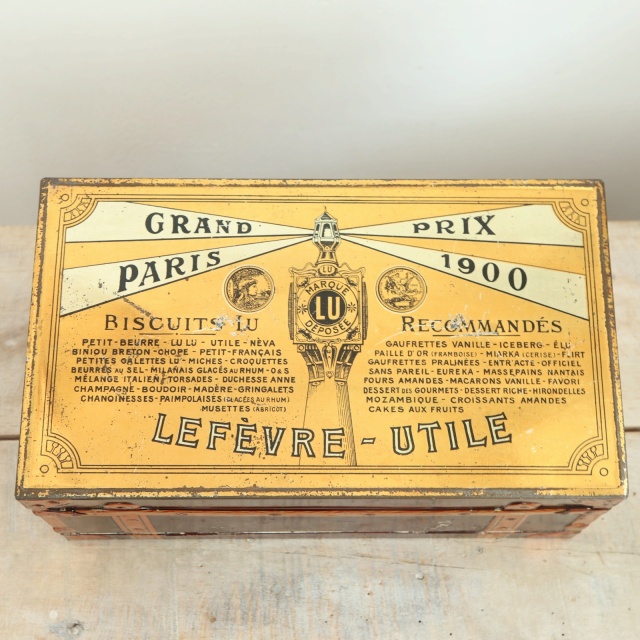 GRAND PRIX
PARIS 1900
LU
MARQUE
LU
DÉPOSÉE
BISCUITS LU
PETIT-BEURRE - LULU - UTILE - NÈVA
BINIOU BRETON - CHOPE - PETIT-FRANÇAIS
PETITES GALETTES LU - MICHES - CROQUETTES
BEURRÉS AU SEL - MILANAIS GLACÉS AU RHUM - O&S
MÉLANGE ITALIEN - TORSADES - DUCHESSE ANNE
CHAMPAGNE - BOUDOIR - MADÈRE - GRINGALETS
CHANOINESSES - PAIMPOLAISES (GLACÉES AU RHUM)
MUSETTES (ABRICOT)
RECOMMANDÉS
GAUFRETTES VANILLE - ICEBERG - ÉLU
PAILLE D'OR (FRAMBOISE) - MIARKA (CERISE) - FLIRT
GAUFRETTES PRALINÉES - ENTR'ACTE - OFFICIEL
SANS PAREIL - EUREKA - MASSEPAINS NANTAIS
FOURS AMANDES - MACARONS VANILLE - FAVORI
DESSERT DES GOURMETS - DESSERT RICHE - HIRONDELLES
MOZAMBIQUE - CROISSANTS AMANDES
CAKES AUX FRUITS
LEFÈVRE-UTILE